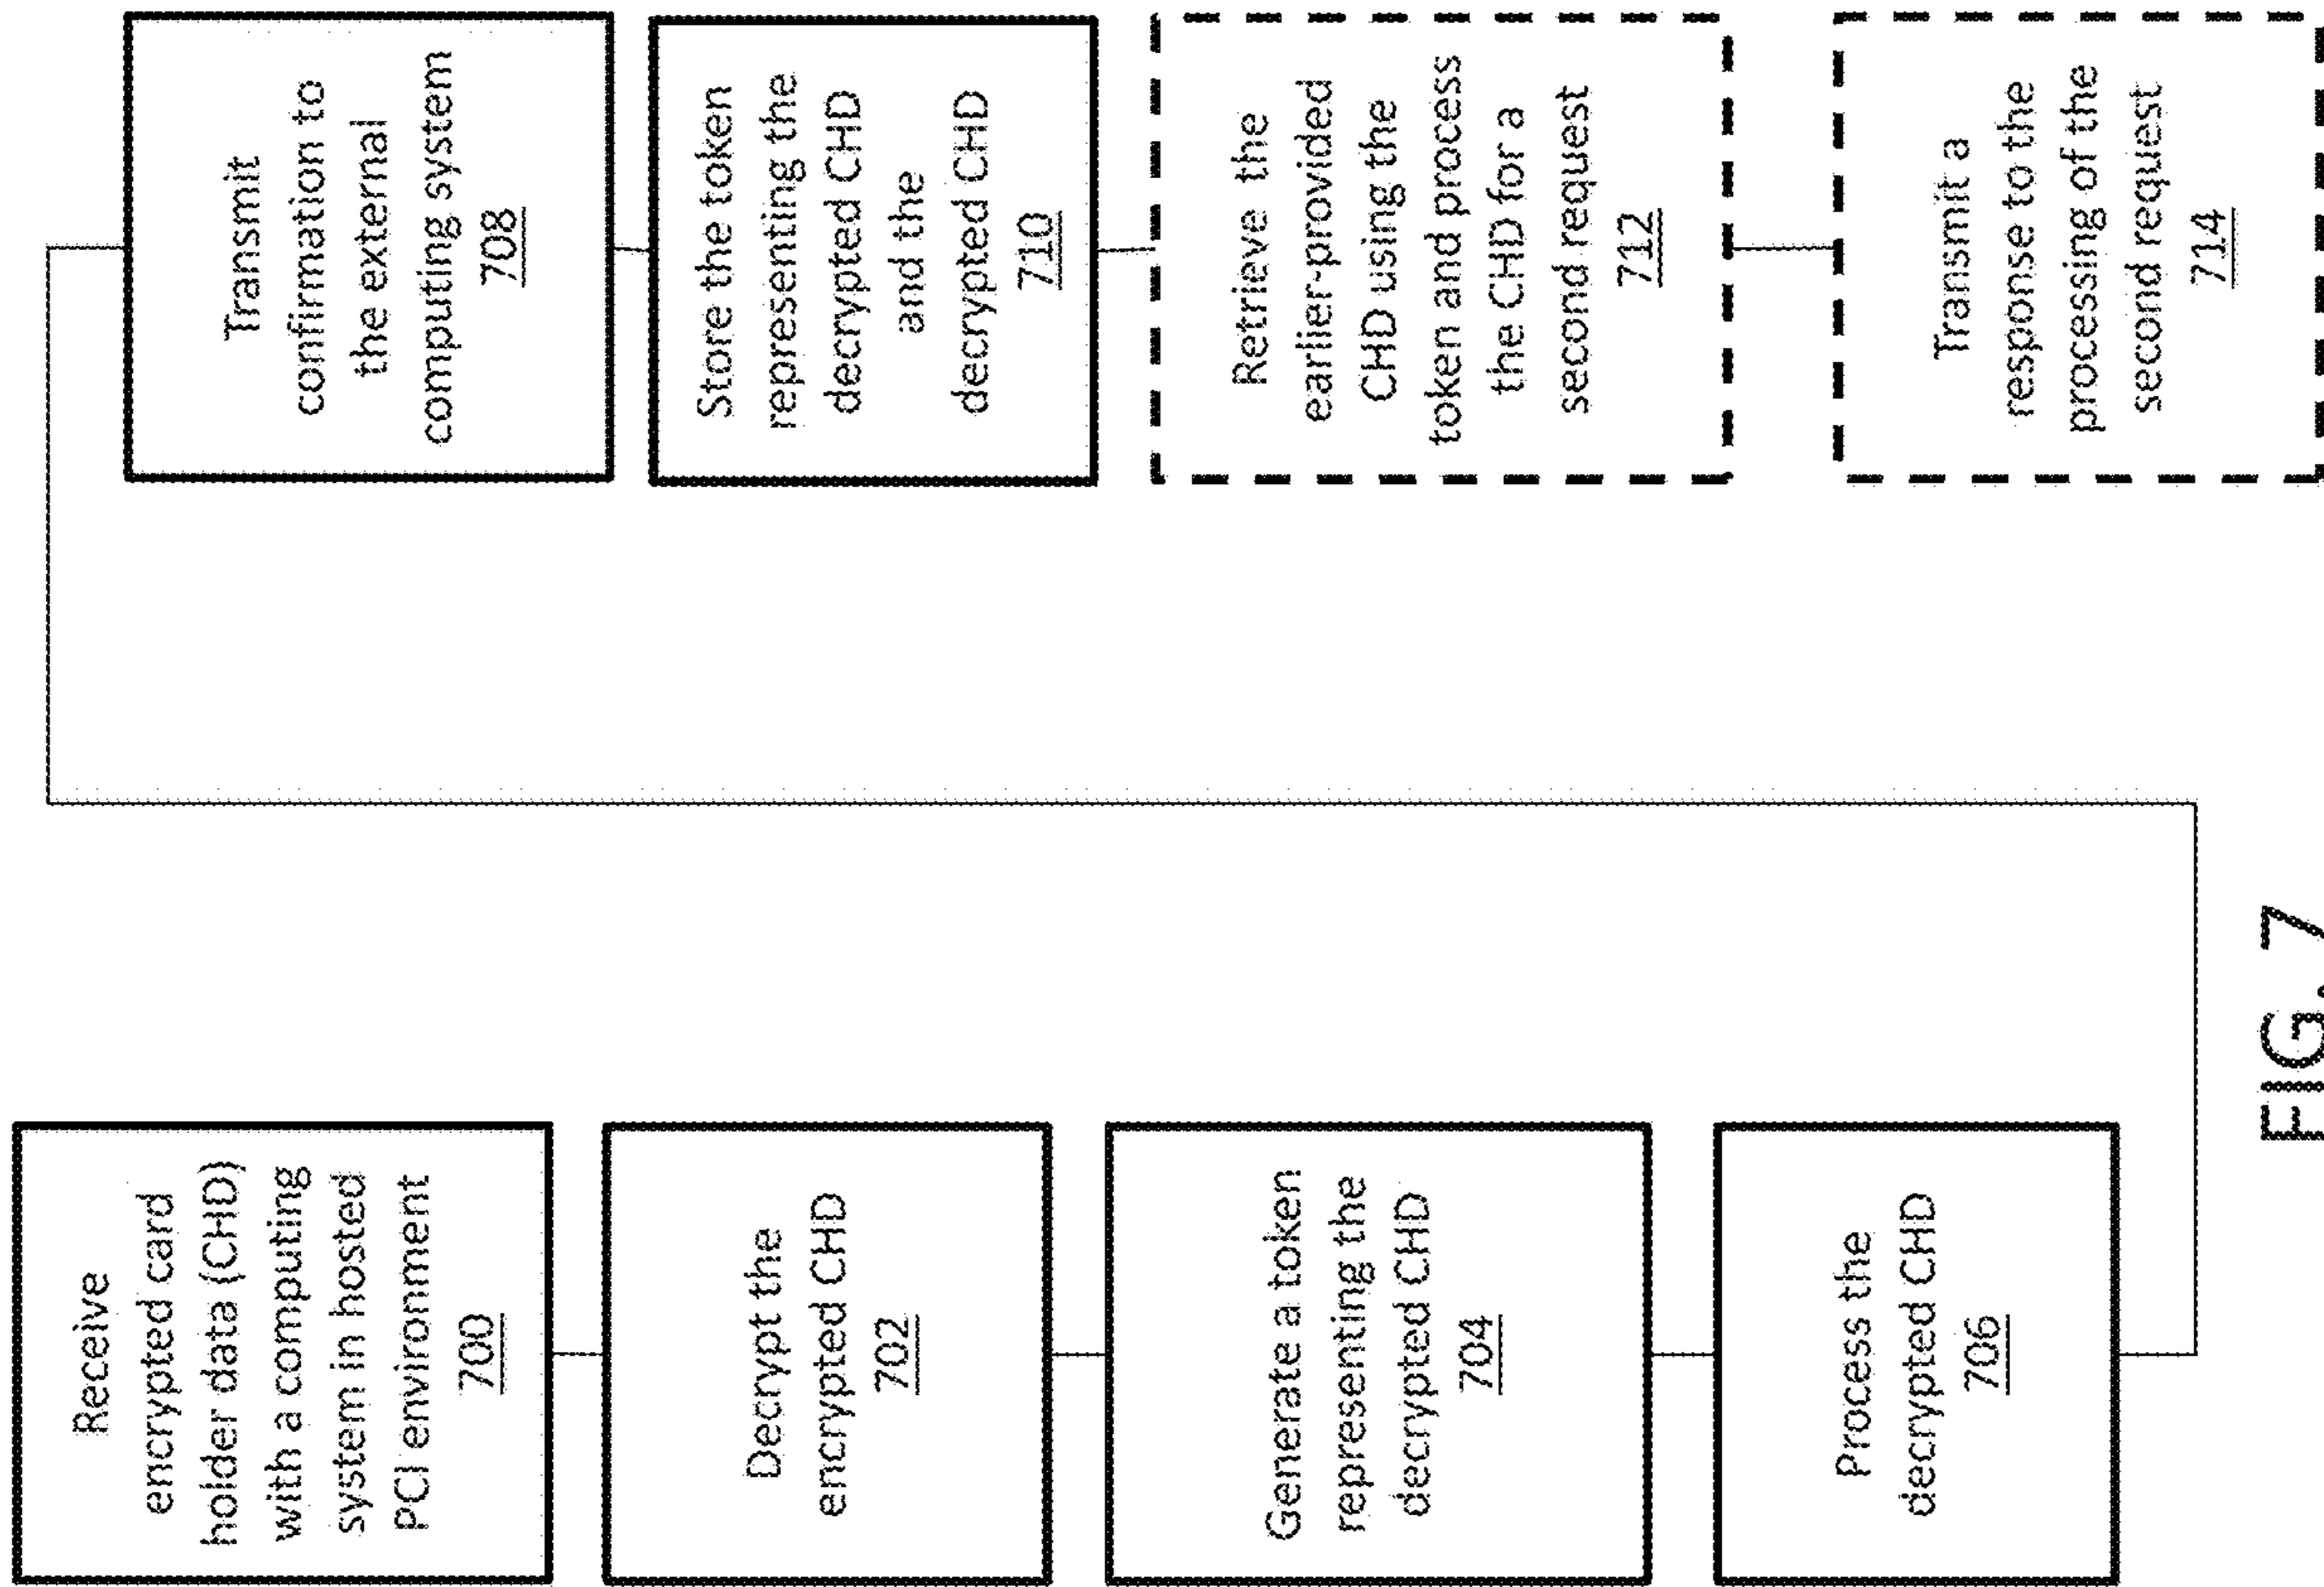 Receive
encrypted card
holder data (CHD)
with a computing
system in hosted
PCI environment
700
Decrypt the
encrypted CHD
702
Generate a token
representing the
decrypted CHD
704
Process the
decrypted CHD
706
Transmit
confirmation to
the external
computing system
708
Store the token
representing the
decrypted CHD
and the
decrypted CHD
710
Retrieve the
earlier-provided
CHD using the
token and process
the CHD for a
second request
712
Transmit a
response to the
processing of the
second request
714
FIG. 7